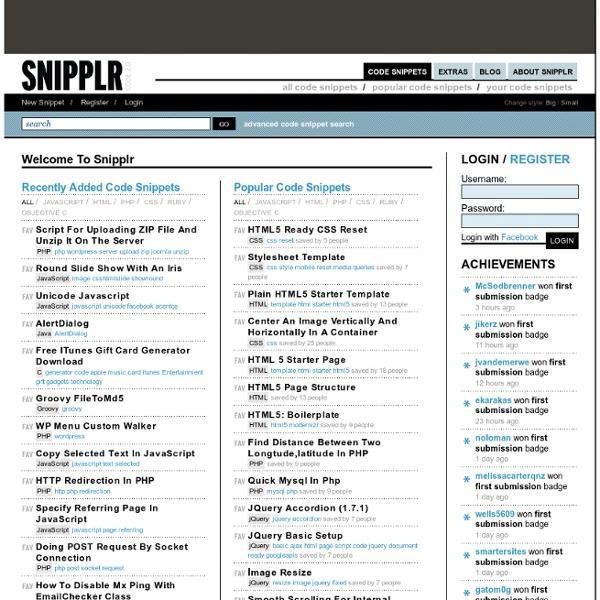 SNIPPLR
CODE 2.0
CODE SNIPPETS EXTRAS BLOG ABOUT SNIPPLR
all code snippets / popular code snippets / your code snippets
New Snippet / Register / Login
Change style: Big / Small
search GO advanced code snippet search
Welcome To Snipplr
Recently Added Code Snippets
ALL / JAVASCRIPT / HTML / PHP / CSS / RUBY /
OBJECTIVE C
FAV Script For Uploading ZIP File And
Unzip It On The Server
PHP php wordpress server upload zip joomla unzip
FAV Round Slide Show With An Iris
JavaScript image csshtmlslide showround
FAV Unicode Javascript
JavaScript javascript unicode facebook acentos
FAV AlertDialog
Java AlertDialog
FAV Free ITunes Gift Card Generator
Download
C generator code apple music card itunes Entertainment
gift gadgets technology
FAV Groovy FileToMd5
Groovy groovy
FAV WP Menu Custom Walker
PHP wordpress
FAV Copy Selected Text In JavaScript
JavaScript javascript text selected
FAV HTTP Redirection In PHP
PHP http php redirection
FAV Specify Referring Page In
JavaScript
JavaScript javascript page referring
FAV Doing POST Request By Socket
Connection
PHP php post socket request
FAV How To Disable Mx Ping With
EmailChecker Class
Popular Code Snippets
ALL / JAVASCRIPT / HTML / PHP / CSS / RUBY /
OBJECTIVE C
FAV HTML5 Ready CSS Reset
CSS css reset saved by 5 people
FAV Stylesheet Template
CSS css style mobile reset media queries saved by 7
people
FAV Plain HTML5 Starter Template
HTML template html starter html5 saved by 13 people
FAV Center An Image Vertically And
Horizontally In A Container
CSS css saved by 25 people
FAV HTML 5 Starter Page
HTML template html starter html5 saved by 18 people
FAV HTML5 Page Structure
HTML saved by 13 people
FAV HTML5: Boilerplate
HTML html5 modernizr saved by 9 people
FAV Find Distance Between Two
Longtude,latitude In PHP
PHP saved by 9 people
FAV Quick Mysql In Php
PHP mysql php saved by 9 people
FAV JQuery Accordion (1.7.1)
jQuery jquery accordion saved by 7 people
FAV JQuery Basic Setup
jQuery basic ajax html page script code jquery document
ready googleapis saved by 7 people
FAV Image Resize
jQuery resize image jquery fixed saved by 7 people
Smooth Scrolling For Internal
LOGIN / REGISTER
Username:
Password:
Login with Facebook LOGIN
ACHIEVEMENTS
McSodbrenner won first
submission badge
3 hours ago
jikerz won first
submission badge
11 hours ago
jvandemerwe won first
submission badge
12 hours ago
ekarakas won first
submission badge
23 hours ago
noloman won first
submission badge
1 day ago
melissacarterqnz won
first submission badge
1 day ago
wells5609 won first
submission badge
1 day ago
smartersites won first
submission badge
1 day ago
gatom0g won first